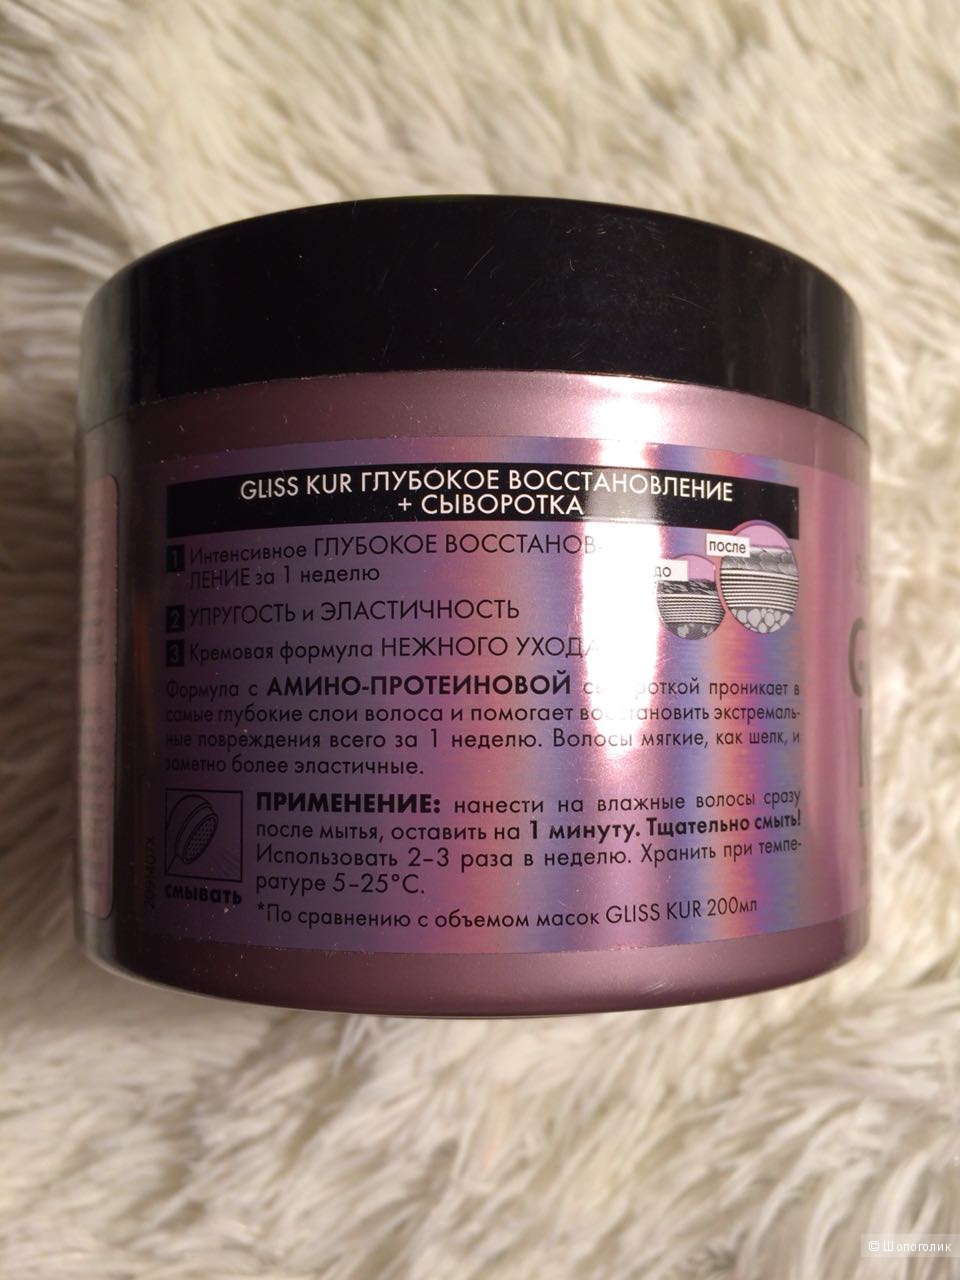 GLISS KUR ГЛУБОКОЕ ВОССТАНОВЛЕНИЕ
+ СЫВОРОТКА
1 Интенсивное ГЛУБОКОЕ ВОССТАНОВ-
ЛЕНИЕ за 1 неделю
до
после
2 УПРУГОСТЬ и ЭЛАСТИЧНОСТЬ
3 Кремовая формула НЕЖНОГО УХОДА
Формула с АМИНО-ПРОТЕИНОВОЙ сывороткой проникает в
самые глубокие слои волоса и помогает восстановить экстремаль-
ные повреждения всего за 1 неделю. Волосы мягкие, как шелк, и
заметно более эластичные.
ПРИМЕНЕНИЕ: нанести на влажные волосы сразу
после мытья, оставить на 1 минуту. Тщательно смыть!
Использовать 2–3 раза в неделю. Хранить при темпе-
ратуре 5–25°C.
смывать
*По сравнению с объемом масок GLISS KUR 200мл
© Шопоголик